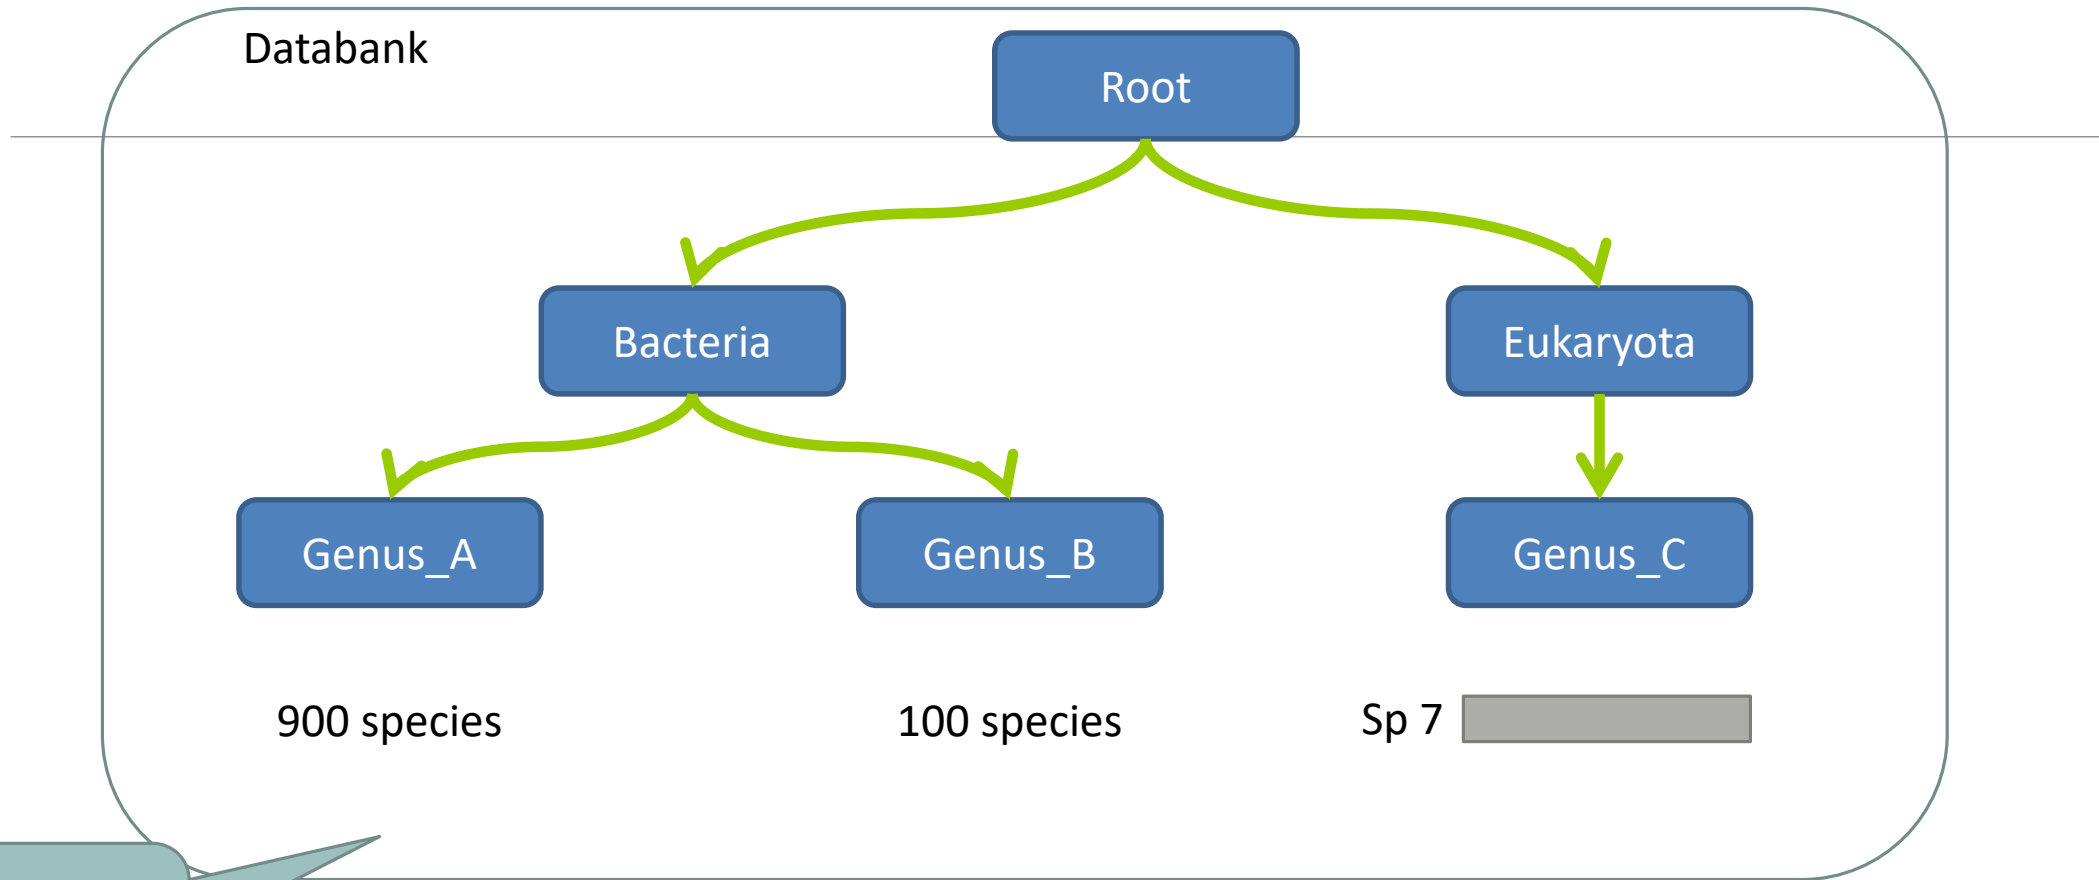 Databank
Root
Bacteria
Eukaryota
Genus_A
Genus_B
Genus_C
900 species
100 species
Sp 7